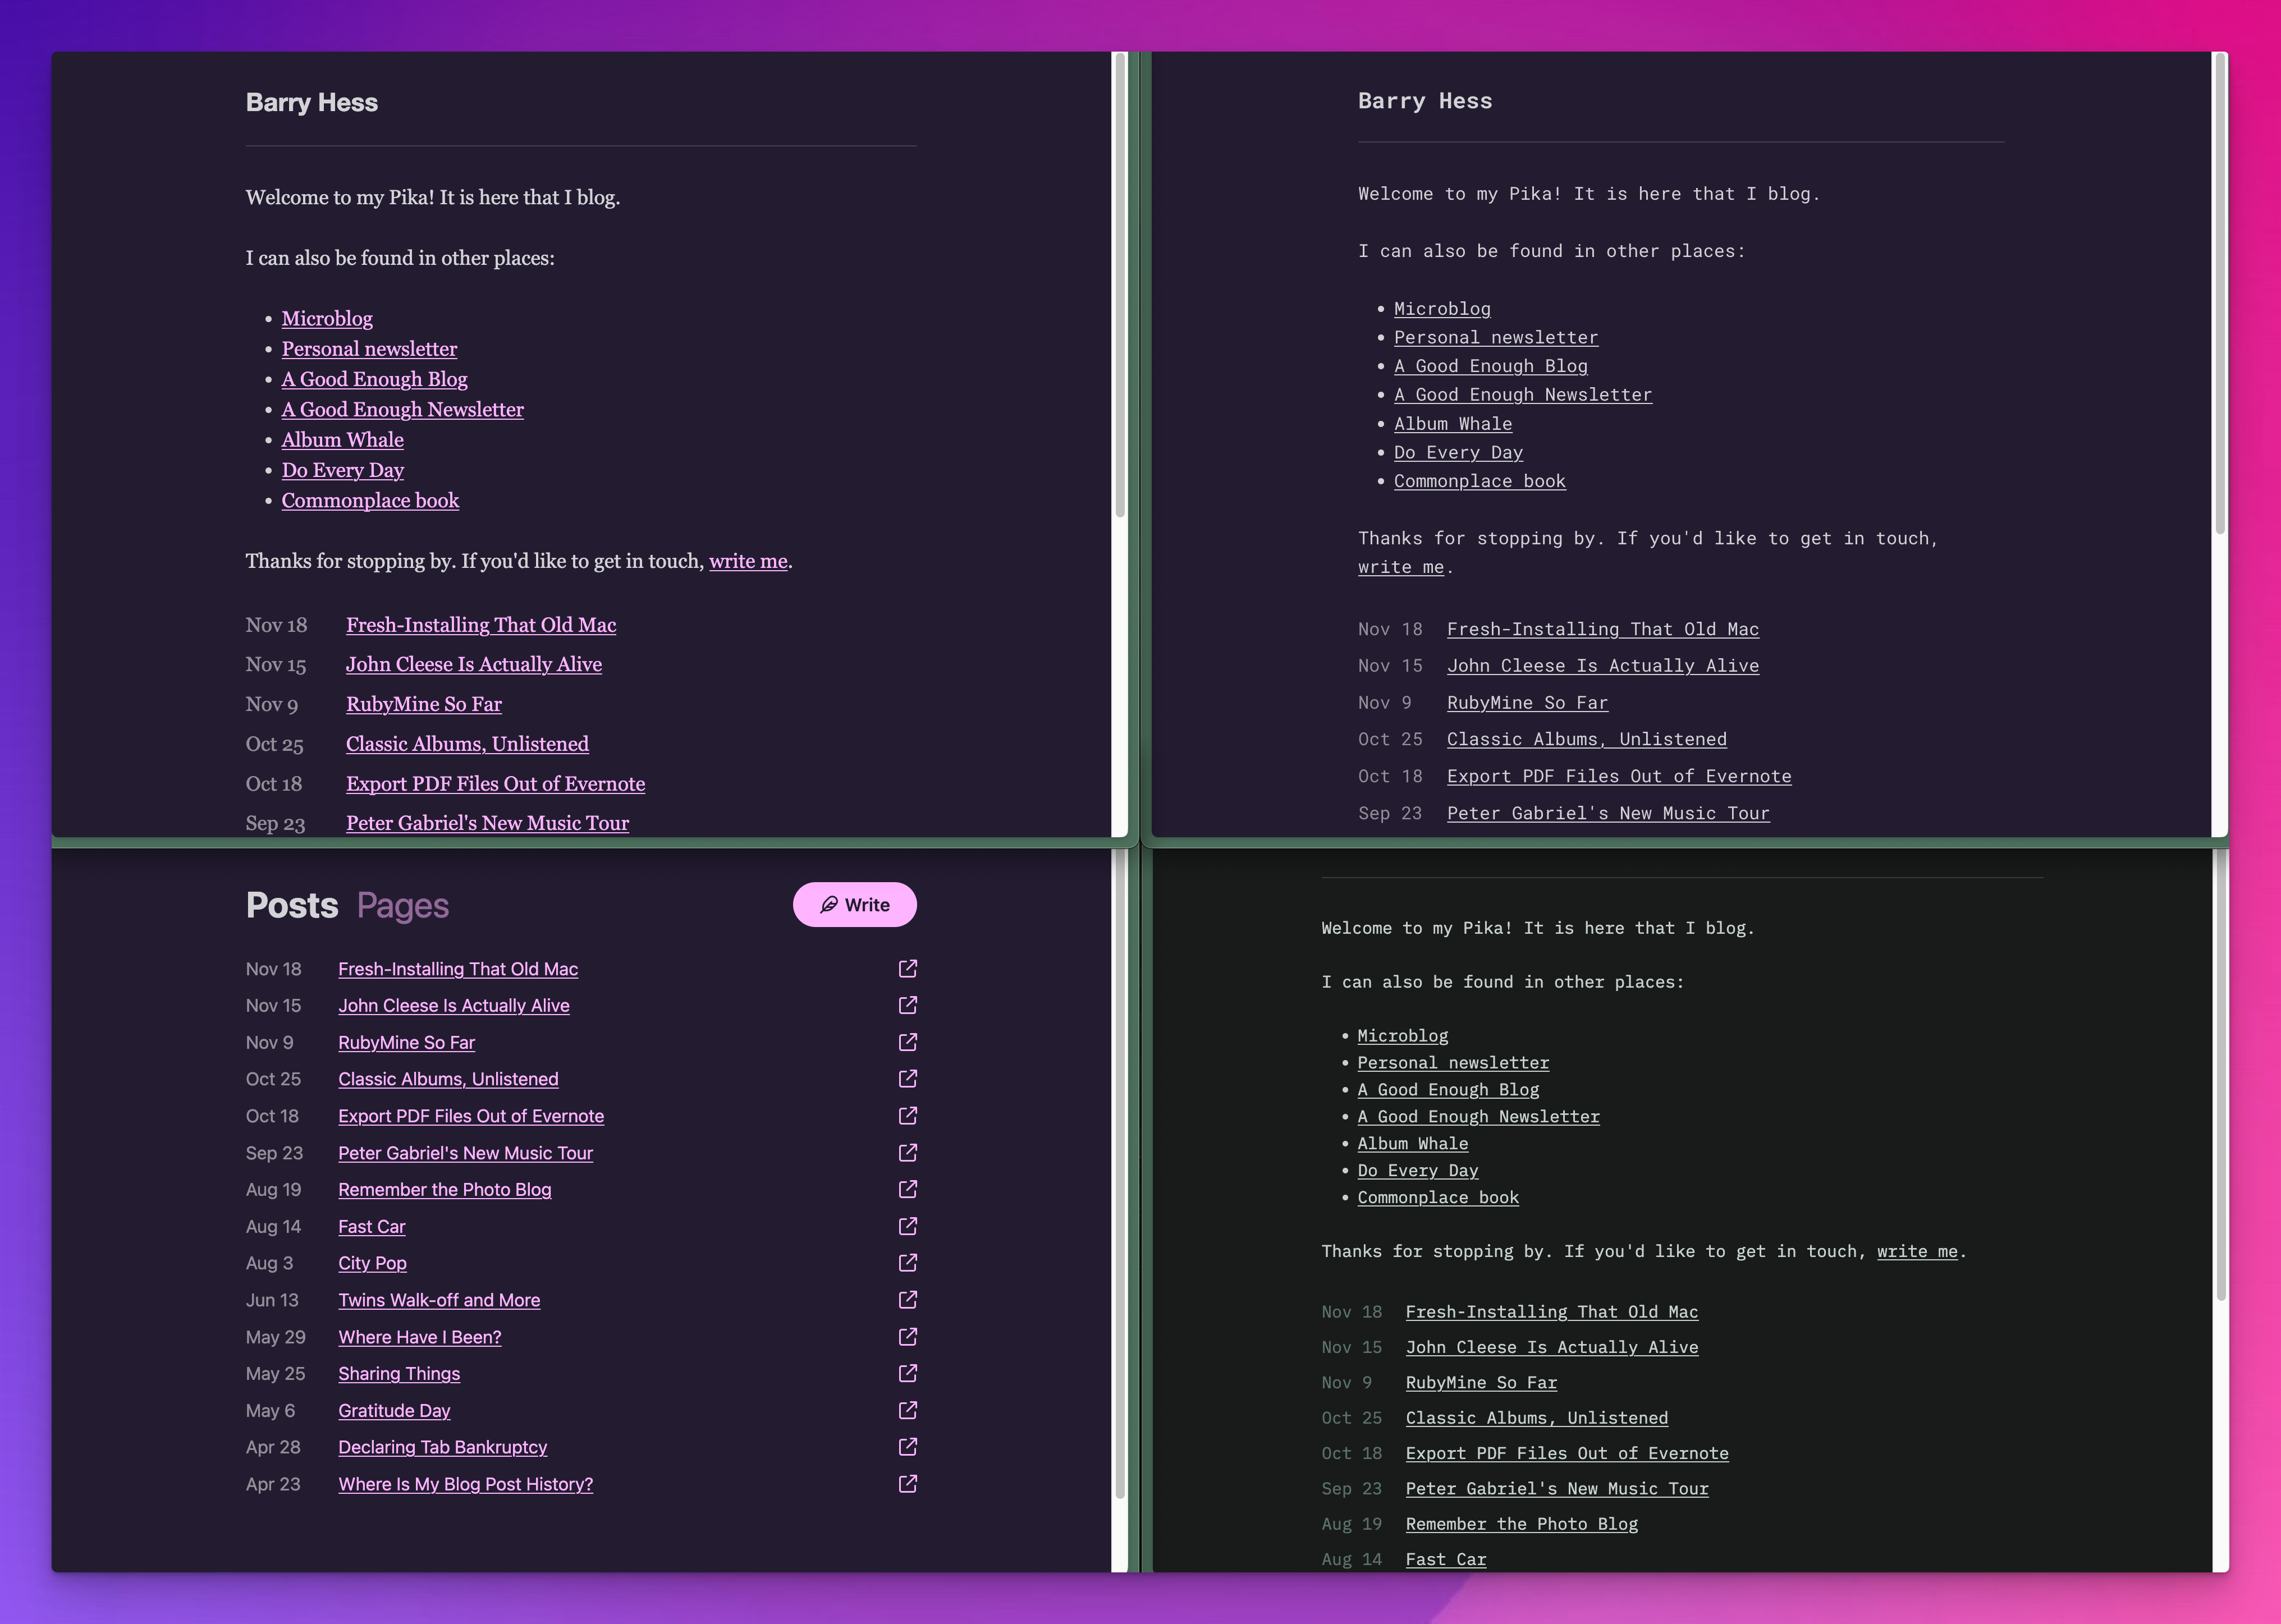 Barry Hess
Welcome to my Pika! It is here that I blog.
I can also be found in other places:
• Microblog
• Personal newsletter
• A Good Enough Blog
• A Good Enough Newsletter
• Album Whale
• Do Every Day
• Commonplace book
Thanks for stopping by. If you'd like to get in touch, write me.
Nov 18 Fresh-Installing That Old Mac
Nov 15 John Cleese Is Actually Alive
Nov 9 RubyMine So Far
Oct 25 Classic Albums, Unlistened
Oct 18 Export PDF Files Out of Evernote
Sep 23 Peter Gabriel's New Music Tour
Barry Hess
Welcome to my Pika! It is here that I blog.
I can also be found in other places:
• Microblog
• Personal newsletter
• A Good Enough Blog
• A Good Enough Newsletter
• Album Whale
• Do Every Day
• Commonplace book
Thanks for stopping by. If you'd like to get in touch,
write me.
Nov 18 Fresh-Installing That Old Mac
Nov 15 John Cleese Is Actually Alive
Nov 9 RubyMine So Far
Oct 25 Classic Albums, Unlistened
Oct 18 Export PDF Files Out of Evernote
Sep 23 Peter Gabriel's New Music Tour
Posts Pages Write
Nov 18 Fresh-Installing That Old Mac
Nov 15 John Cleese Is Actually Alive
Nov 9 RubyMine So Far
Oct 25 Classic Albums, Unlistened
Oct 18 Export PDF Files Out of Evernote
Sep 23 Peter Gabriel's New Music Tour
Aug 19 Remember the Photo Blog
Aug 14 Fast Car
Aug 3 City Pop
Jun 13 Twins Walk-off and More
May 29 Where Have I Been?
May 25 Sharing Things
May 6 Gratitude Day
Apr 28 Declaring Tab Bankruptcy
Apr 23 Where Is My Blog Post History?
Welcome to my Pika! It is here that I blog.
I can also be found in other places:
• Microblog
• Personal newsletter
• A Good Enough Blog
• A Good Enough Newsletter
• Album Whale
• Do Every Day
• Commonplace book
Thanks for stopping by. If you'd like to get in touch, write me.
Nov 18 Fresh-Installing That Old Mac
Nov 15 John Cleese Is Actually Alive
Nov 9 RubyMine So Far
Oct 25 Classic Albums, Unlistened
Oct 18 Export PDF Files Out of Evernote
Sep 23 Peter Gabriel's New Music Tour
Aug 19 Remember the Photo Blog
Aug 14 Fast Car